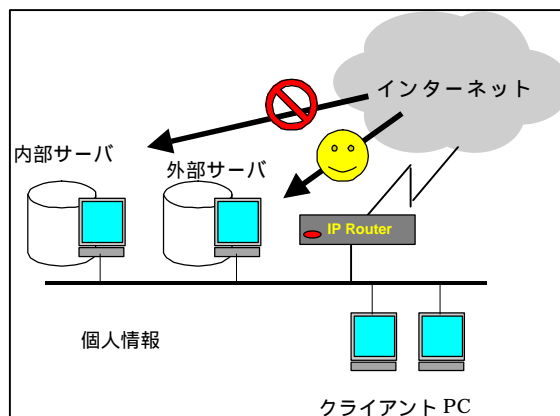 インターネット
内部サーバ
外部サーバ
IP Router
個人情報
クライアント PC